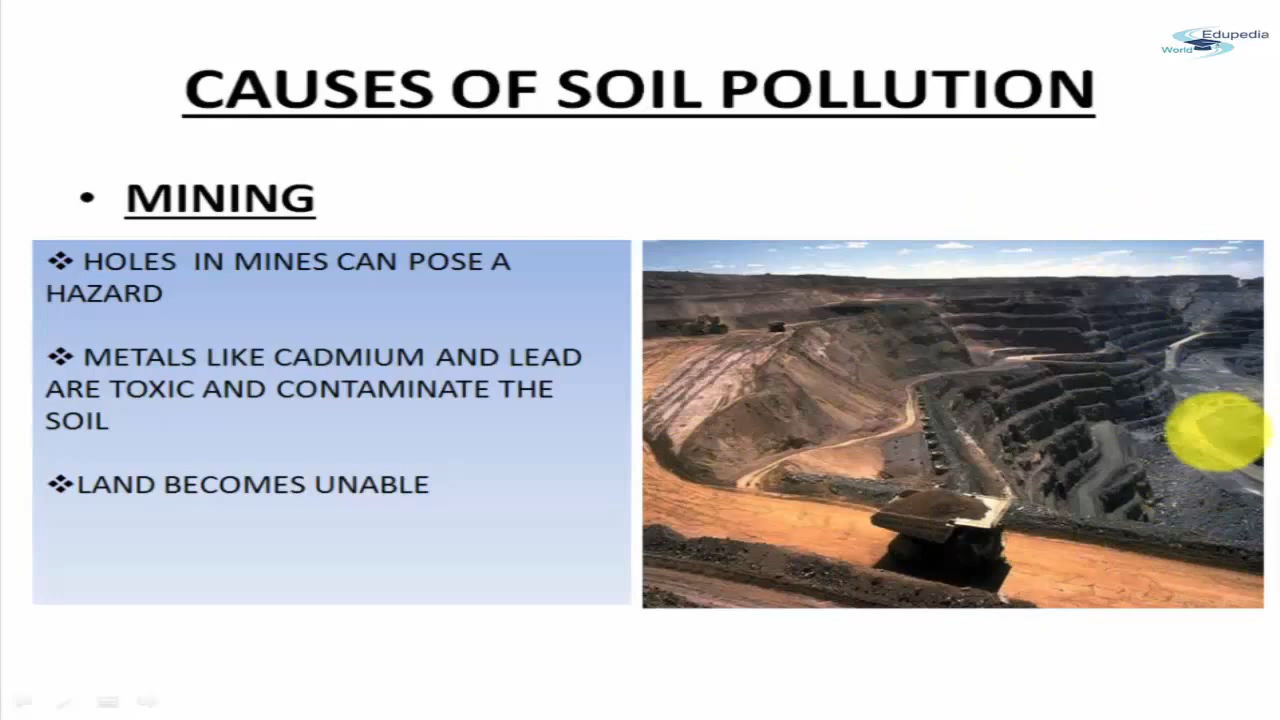 Edupedia
World
CAUSES OF SOIL POLLUTION
• MINING
❖ HOLES IN MINES CAN POSE A
HAZARD
❖ METALS LIKE CADMIUM AND LEAD
ARE TOXIC AND CONTAMINATE THE
SOIL
❖LAND BECOMES UNABLE